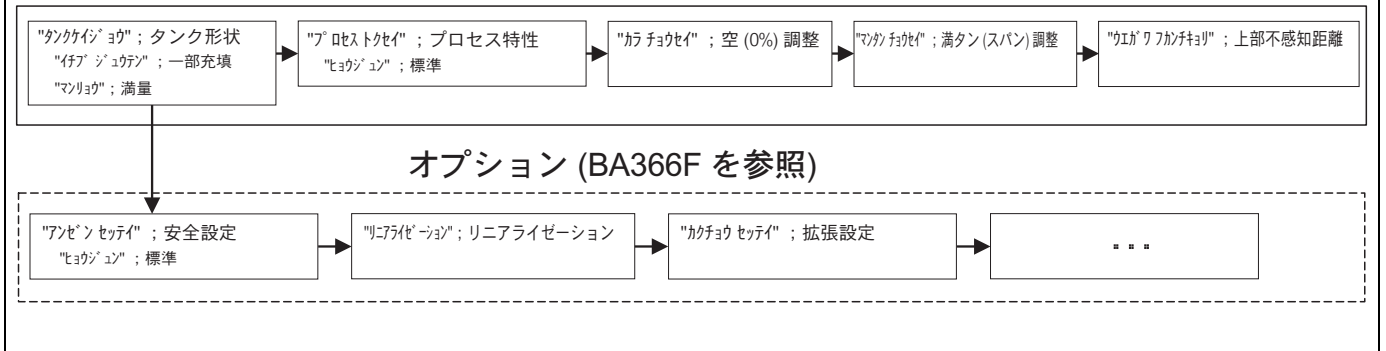 "ﾀﾝｸｹｲｼﾞｮｳ" ; タンク形状
"ｲﾁﾌﾞ ｼﾞｭｳﾃﾝ" ; 一部充填
"ﾏﾝﾘｮｳ" ; 満量
"ﾌﾟﾛｾｽﾄｸｾｲ" ; プロセス特性
"ﾋｮｳｼﾞｭﾝ" ; 標準
"ｶﾗ ﾁｮｳｾｲ" ; 空 (0%) 調整
"ﾏﾝﾀﾝ ﾁｮｳｾｲ" ; 満タン (スパン) 調整
"ｳｴｶﾞﾜ ﾌｶﾝﾁｷｮﾘ" ; 上部不感知距離
オプション (BA366F を参照)
"ｱﾝｾﾞﾝ ｾｯﾃｲ" ; 安全設定
"ﾋｮｳｼﾞｭﾝ" ; 標準
"ﾘﾆｱﾗｲｾﾞｰｼｮﾝ" ; リニアライゼーション
"ｶｸﾁｮｳ ｾｯﾃｲ" ; 拡張設定
...